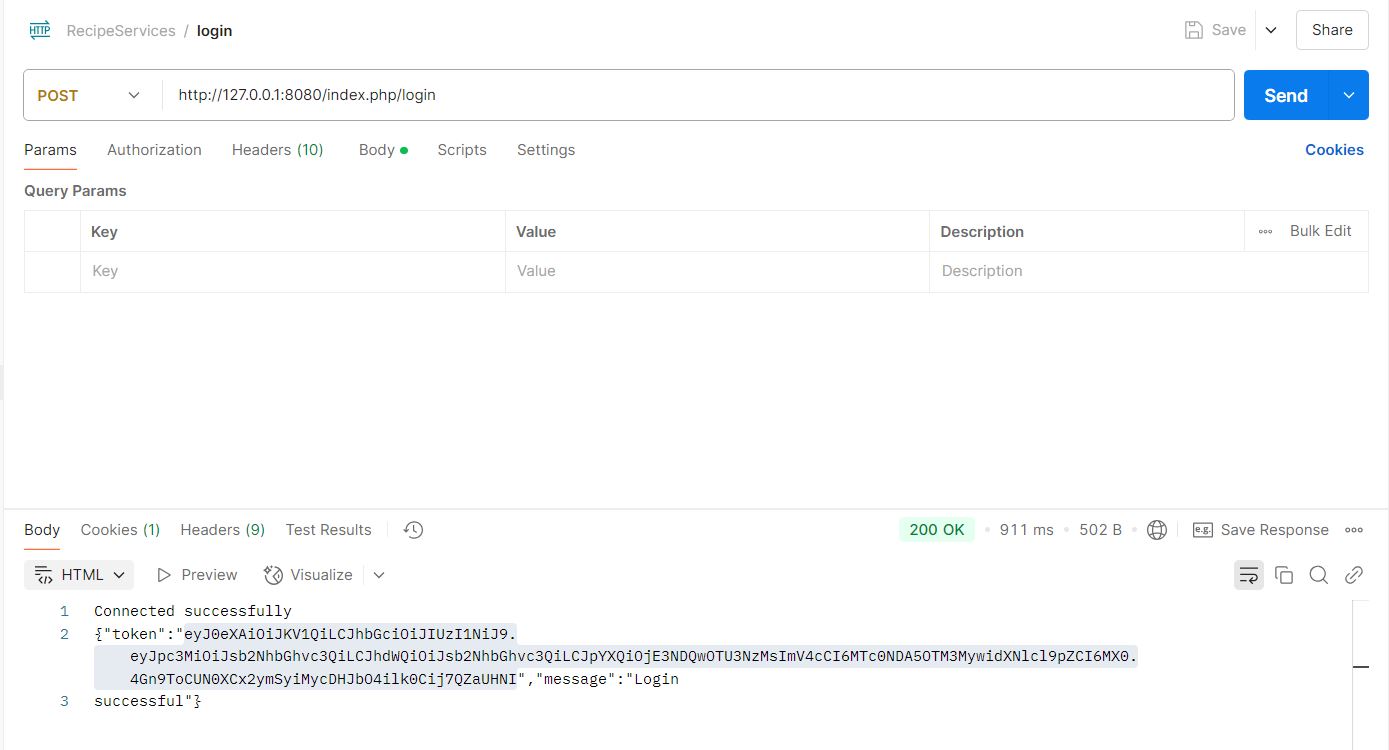 HTTP RecipeServices / login Save Share
POST http://127.0.0.1:8080/index.php/login Send
Params Authorization Headers (10) Body Scripts Settings Cookies
Query Params
Key Value Description Bulk Edit
Key Value Description
Body Cookies (1) Headers (9) Test Results 200 OK 911 ms 502 B e.g. Save Response
HTML Preview Visualize
1 Connected successfully
2 {"token":"eyJ0eXAiOiJKV1QiLCJhbGciOiJIUzI1NiJ9.
eyJpc3MiOiJsb2NhbGhvc3QiLCJhdWQiOiJsb2NhbGhvc3QiLCJpYXQiOjE3NDQwOTU3NzMsImV4cCI6MTc0NDA5OTM3MywidXNlcl9pZCI6MX0.
4Gn9ToCUN0XCx2ymSyiMycDHJbO4ilk0Cij7QZaUHNI","message":"Login
3 successful"}